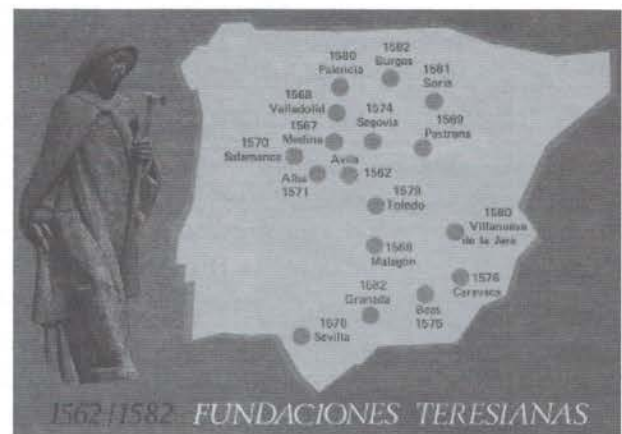 1580
Palencia
1582
Burgos
1581
Soria
1568
Valladolid
1574
Segovia
1567
Medina
1569
Pastrana
1570
Salamanca
Avila
1562
Alba
1571
1579
Toledo
1580
Villanueva
de la Jara
1568
Malagón
1576
Caravaca
1582
Granada
Beas
1575
Sevilla
1562/1582 FUNDACIONES TERESIANAS